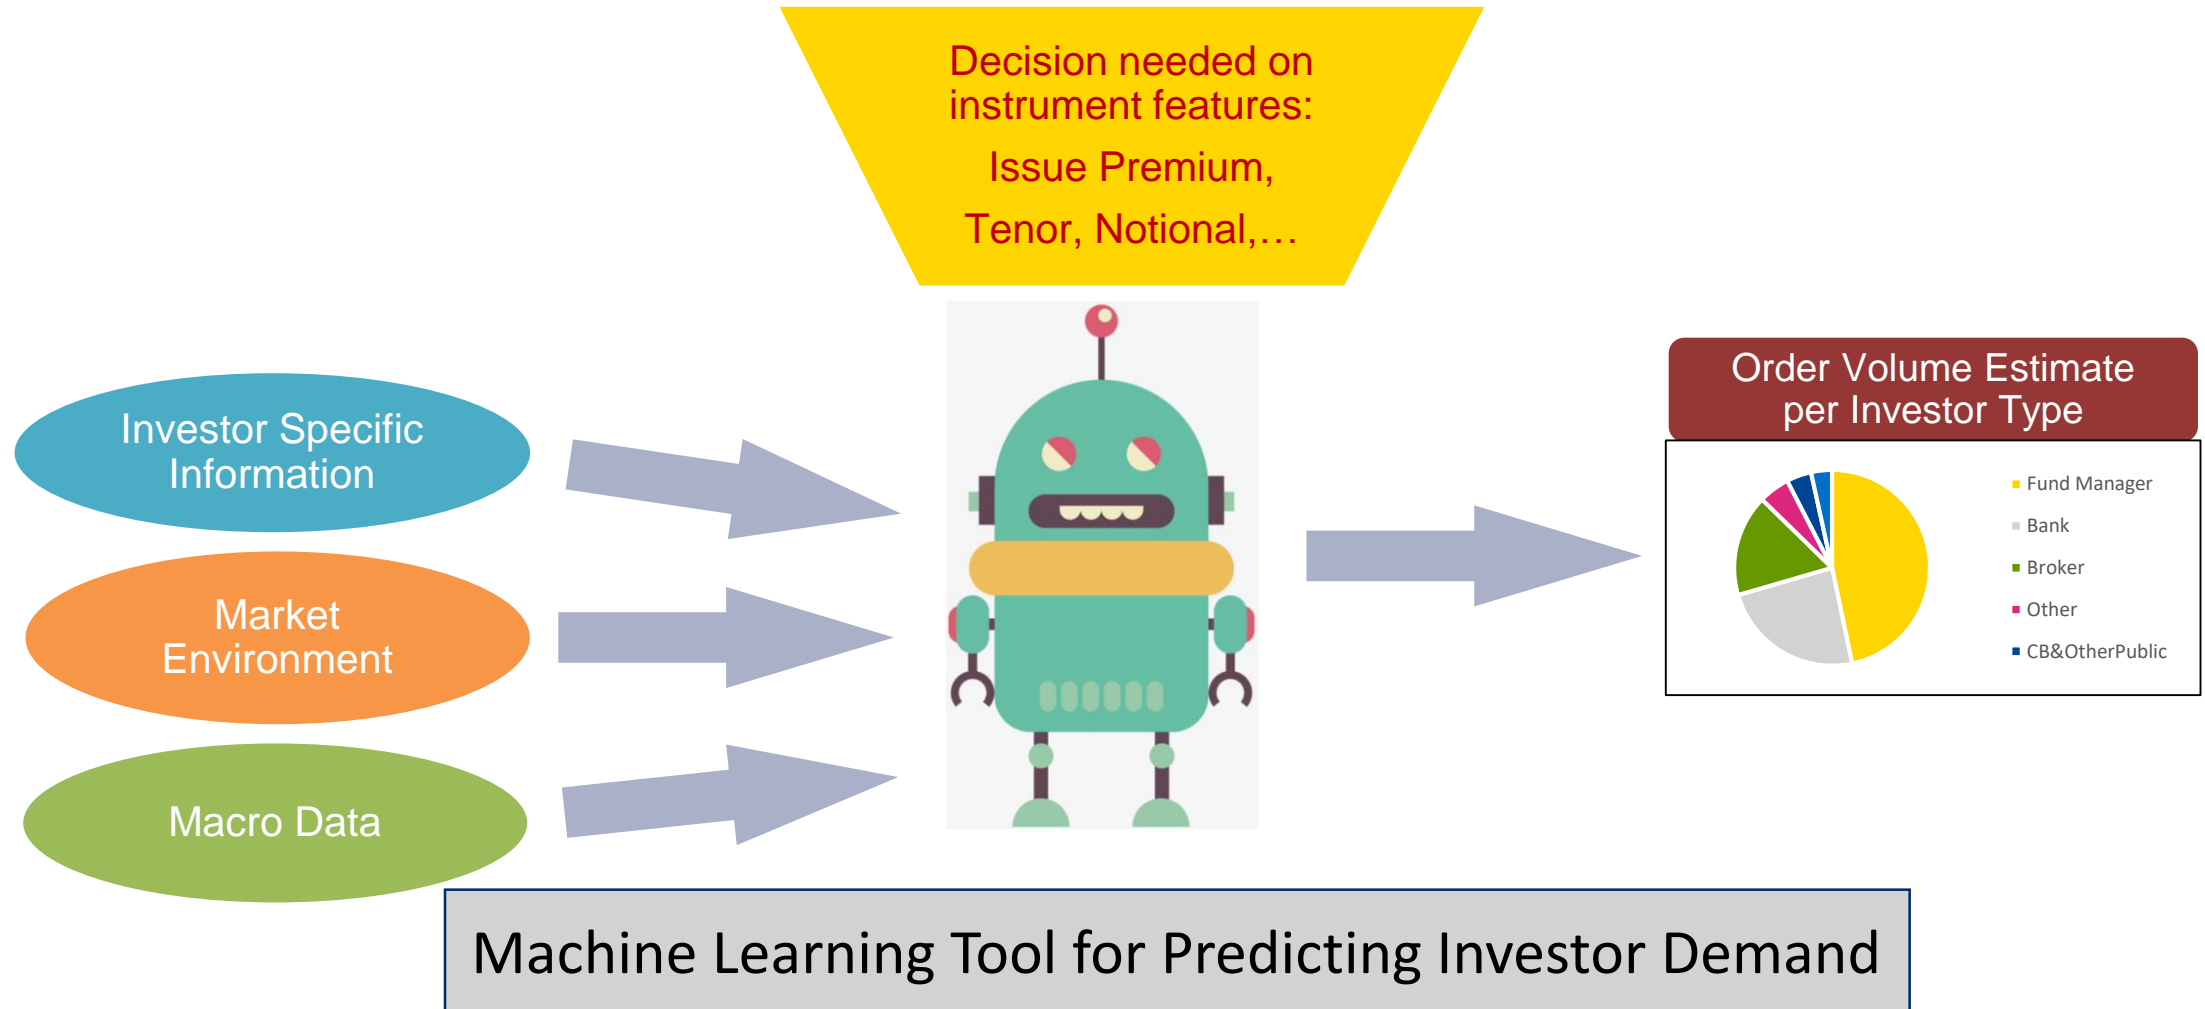 Decision needed on
instrument features:
Issue Premium,
Tenor, Notional,…
Investor Specific
Information
Market
Environment
Macro Data
Order Volume Estimate
per Investor Type
Fund Manager
Bank
Broker
Other
CB&OtherPublic
Machine Learning Tool for Predicting Investor Demand